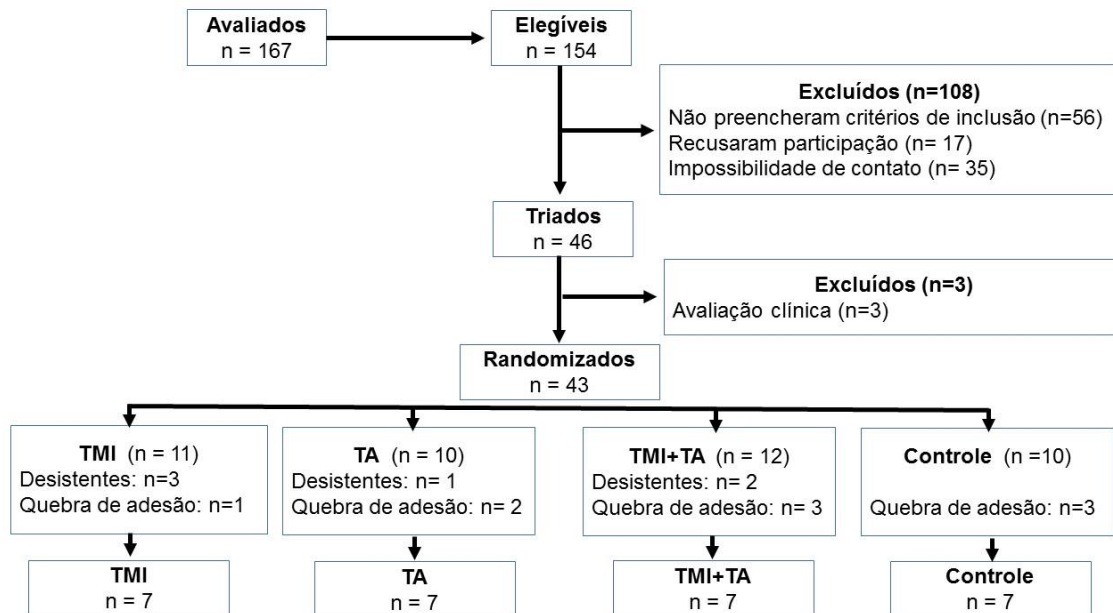 Avaliados
n = 167
Elegíveis
n = 154
Excluídos (n=108)
Não preencheram critérios de inclusão (n=56)
Recusaram participação (n= 17)
Impossibilidade de contato (n= 35)
Triados
n = 46
Excluídos (n=3)
Avaliação clínica (n=3)
Randomizados
n = 43
TMI (n = 11)
Desistentes: n=3
Quebra de adesão: n=1
TA (n = 10)
Desistentes: n= 1
Quebra de adesão: n= 2
TMI+TA (n = 12)
Desistentes: n= 2
Quebra de adesão: n= 3
Controle (n =10)
Quebra de adesão: n=3
TMI
n = 7
TA
n = 7
TMI+TA
n = 7
Controle
n = 7